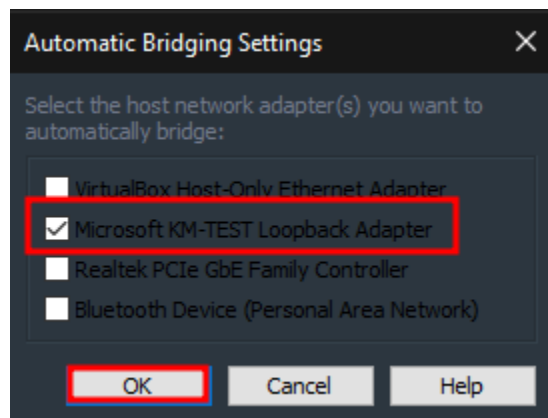 Automatic Bridging Settings
Select the host network adapter(s) you want to
automatically bridge:
VirtualBox Host-Only Ethernet Adapter
Microsoft KM-TEST Loopback Adapter
Realtek PCIe GbE Family Controller
Bluetooth Device (Personal Area Network)
OK Cancel Help